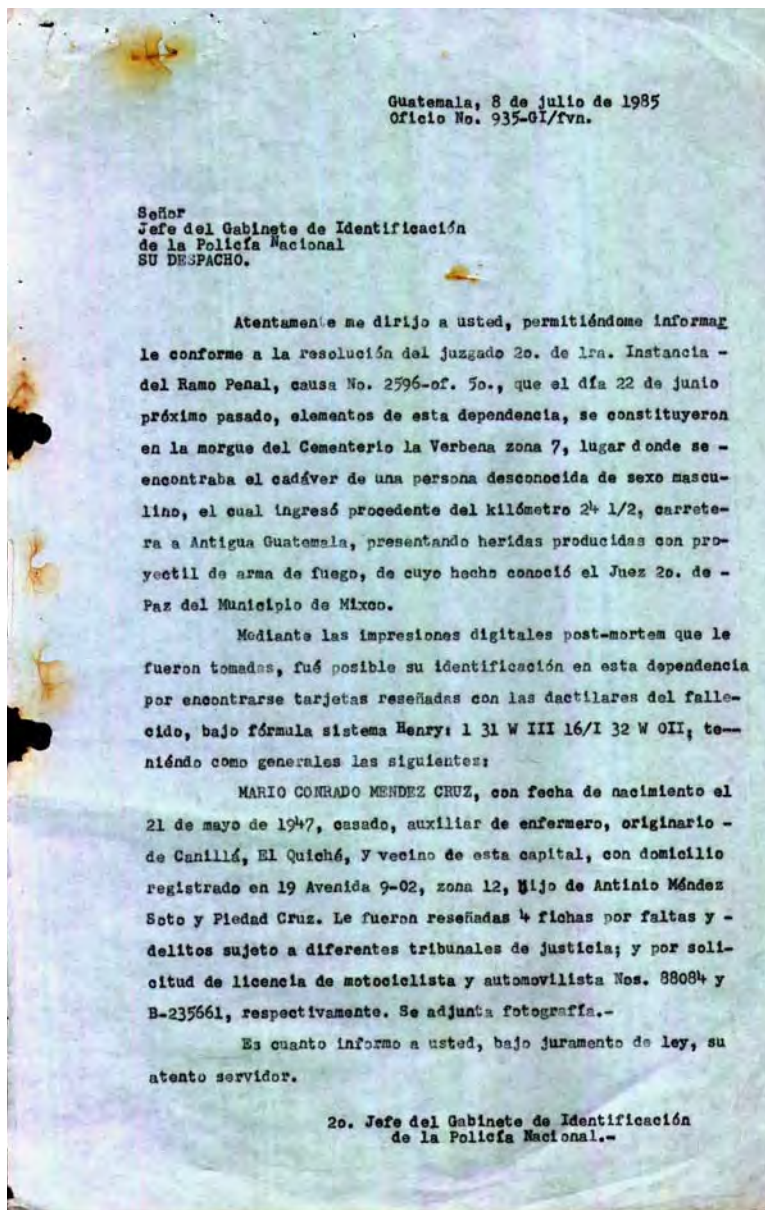 Guatemala, 8 de julio de 1985
Oficio No. 935-GI/fvn.
Señor
Jefe del Gabinete de Identificación
de la Policía Nacional
SU DESPACHO.
Atentamente me dirijo a usted, permitiéndome informar
le conforme a la resolución del juzgado 2o. de 1ra. Instancia -
del Ramo Penal, causa No. 2596-of. 5o., que el día 22 de junio
próximo pasado, elementos de esta dependencia, se constituyeron
en la morgue del Cementerio la Verbena zona 7, lugar donde se -
encontraba el cadáver de una persona desconocida de sexo mascu-
lino, el cual ingresó procedente del kilómetro 24 1/2, carrete-
ra a Antigua Guatemala, presentando heridas producidas con pro-
yectil de arma de fuego, de cuyo hecho conoció el Juez 2o. de -
Paz del Municipio de Mixco.
Mediante las impresiones digitales post-mortem que le
fueron tomadas, fué posible su identificación en esta dependencia
por encontrarse tarjetas reseñadas con las dactilares del falle-
cido, bajo fórmula sistema Henry: 1 31 W III 16/I 32 W OII, te--
niéndo como generales las siguientes:
MARIO CONRADO MENDEZ CRUZ, con fecha de nacimiento el
21 de mayo de 1947, casado, auxiliar de enfermero, originario -
de Canillá, El Quiché, y vecino de esta capital, con domicilio
registrado en 19 Avenida 9-02, zona 12, Hijo de Antinio Méndez
Soto y Piedad Cruz. Le fueron reseñadas 4 fichas por faltas y -
delitos sujeto a diferentes tribunales de justicia; y por soli-
citud de licencia de motociclista y automovilista Nos. 88084 y
B-235661, respectivamente. Se adjunta fotografía.-
Es cuanto informo a usted, bajo juramento de ley, su
atento servidor.
2o. Jefe del Gabinete de Identificación
de la Policía Nacional.-